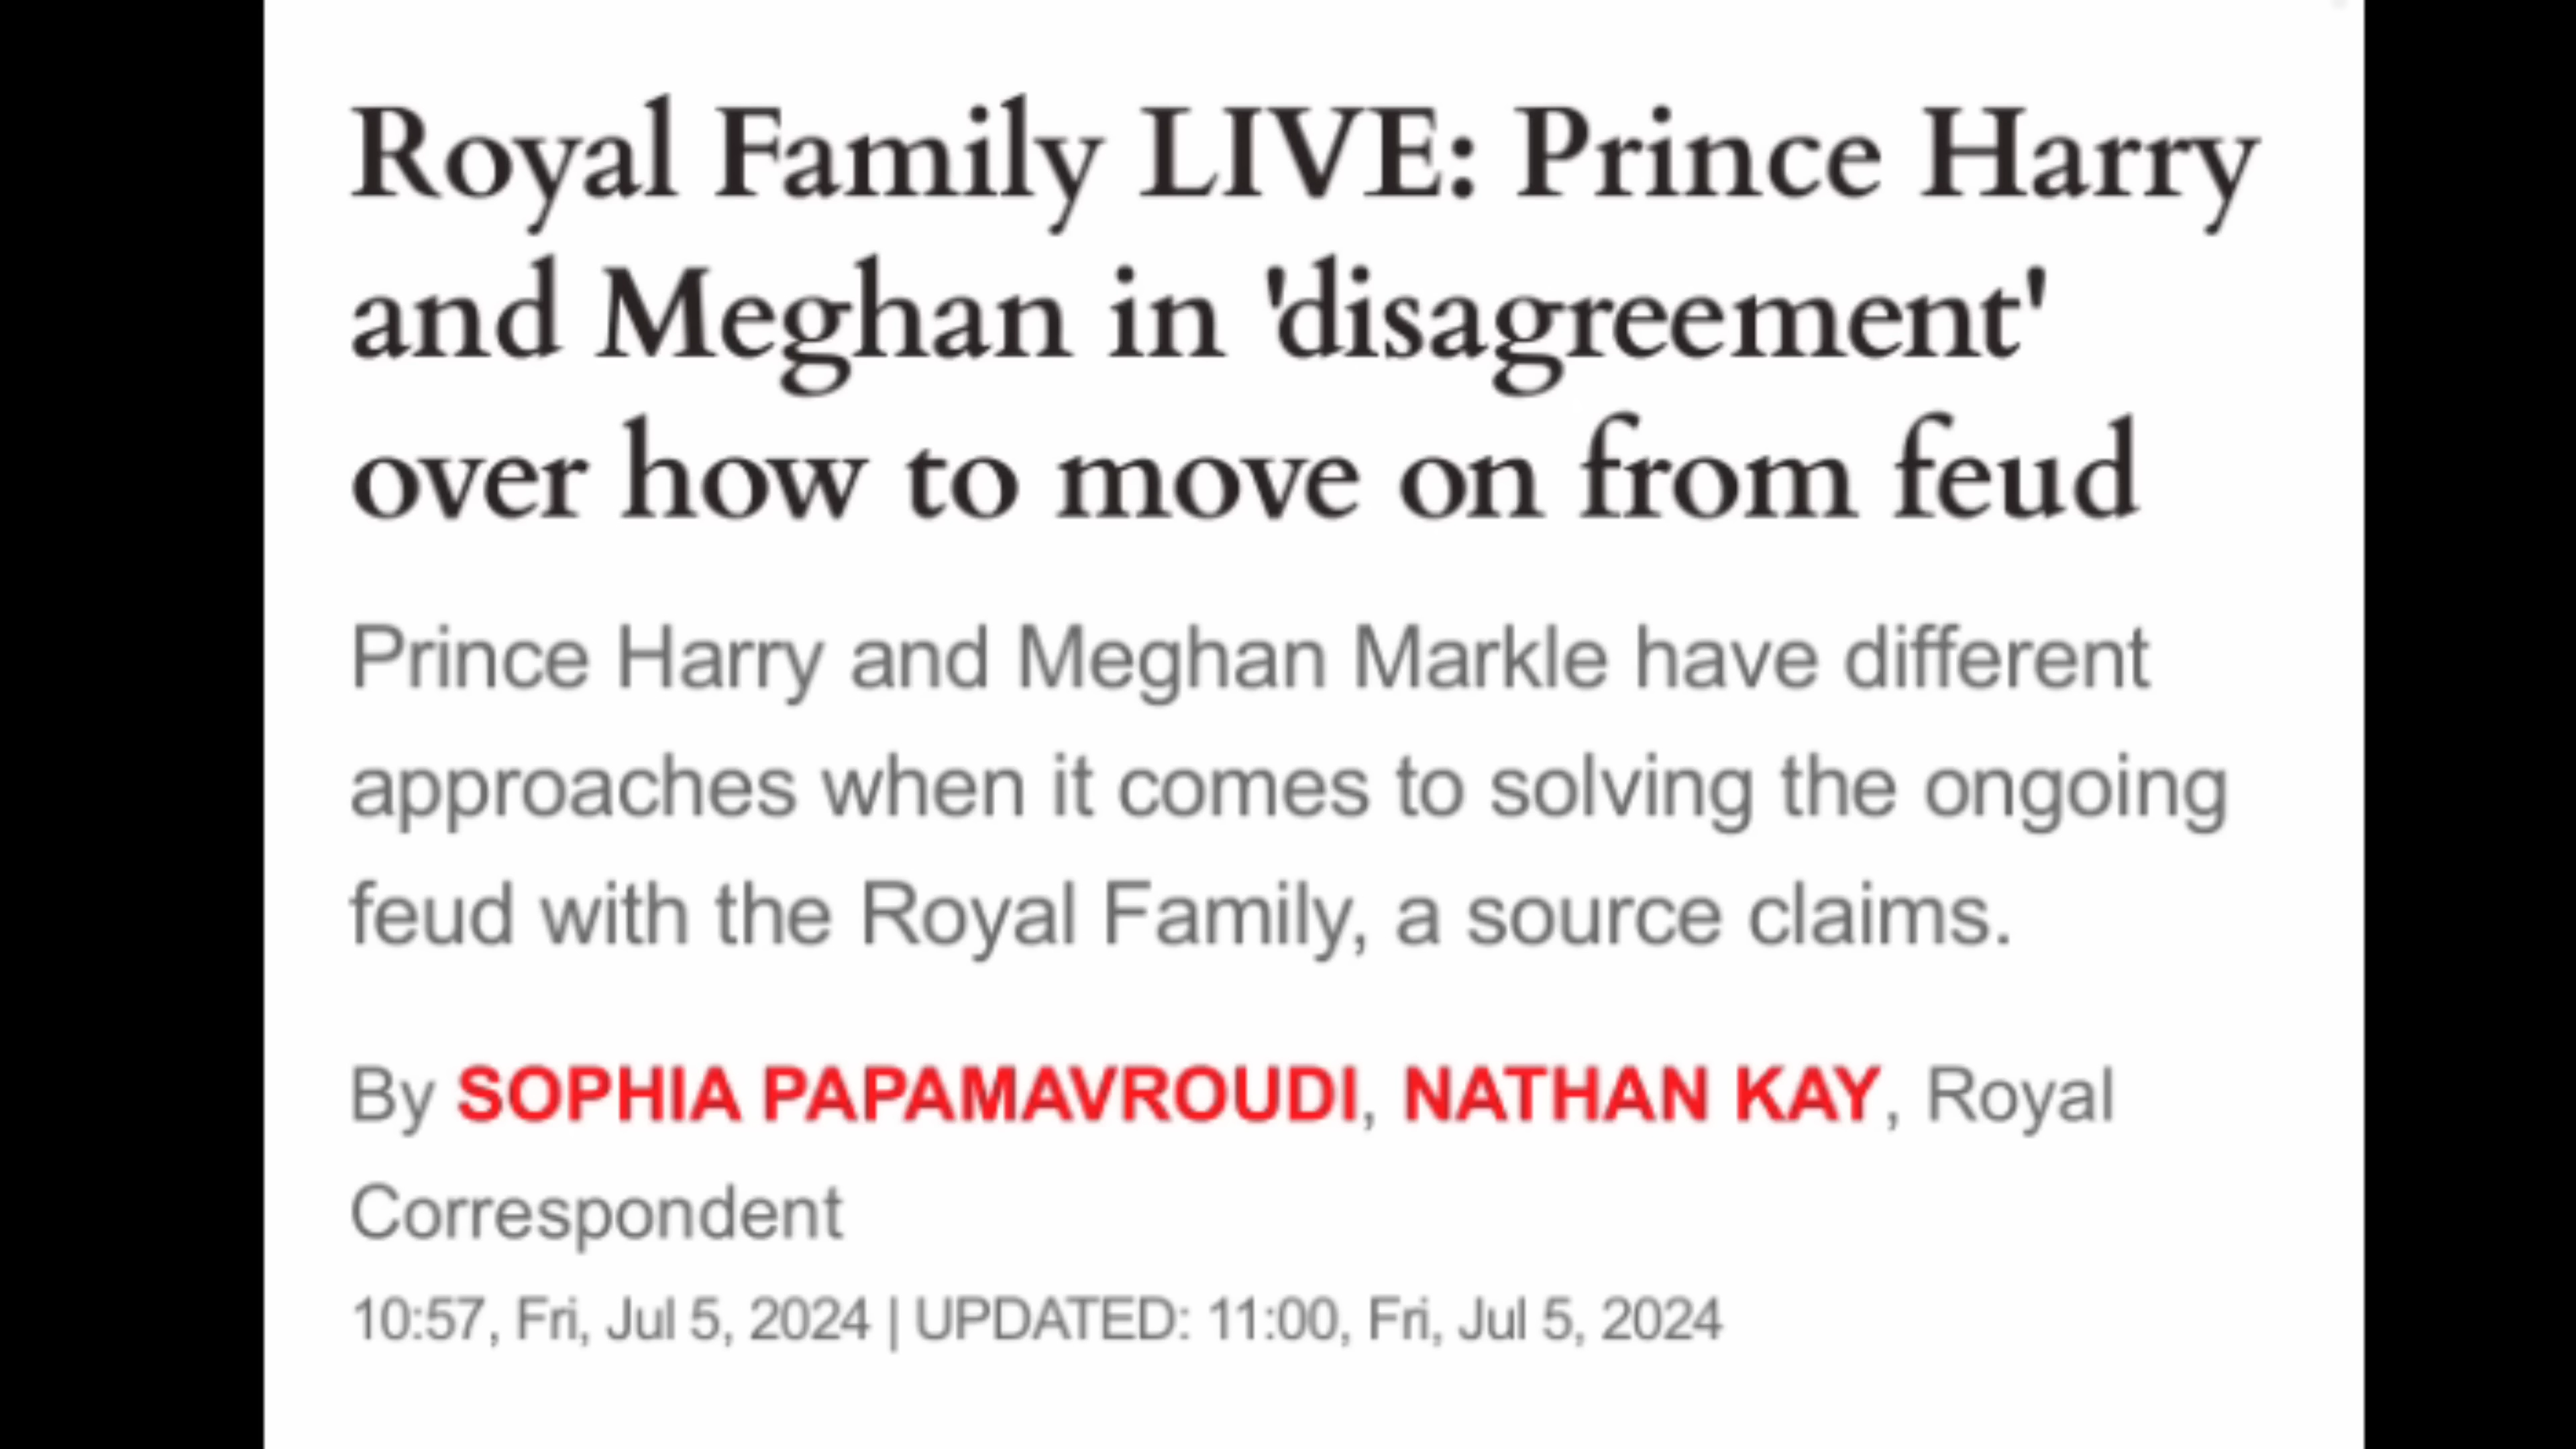 Royal Family LIVE: Prince Harry
and Meghan in 'disagreement'
over how to move on from feud
Prince Harry and Meghan Markle have different
approaches when it comes to solving the ongoing
feud with the Royal Family, a source claims.
By SOPHIA PAPAMAVROUDI, NATHAN KAY, Royal
Correspondent
10:57, Fri, Jul 5, 2024 | UPDATED: 11:00, Fri, Jul 5, 2024